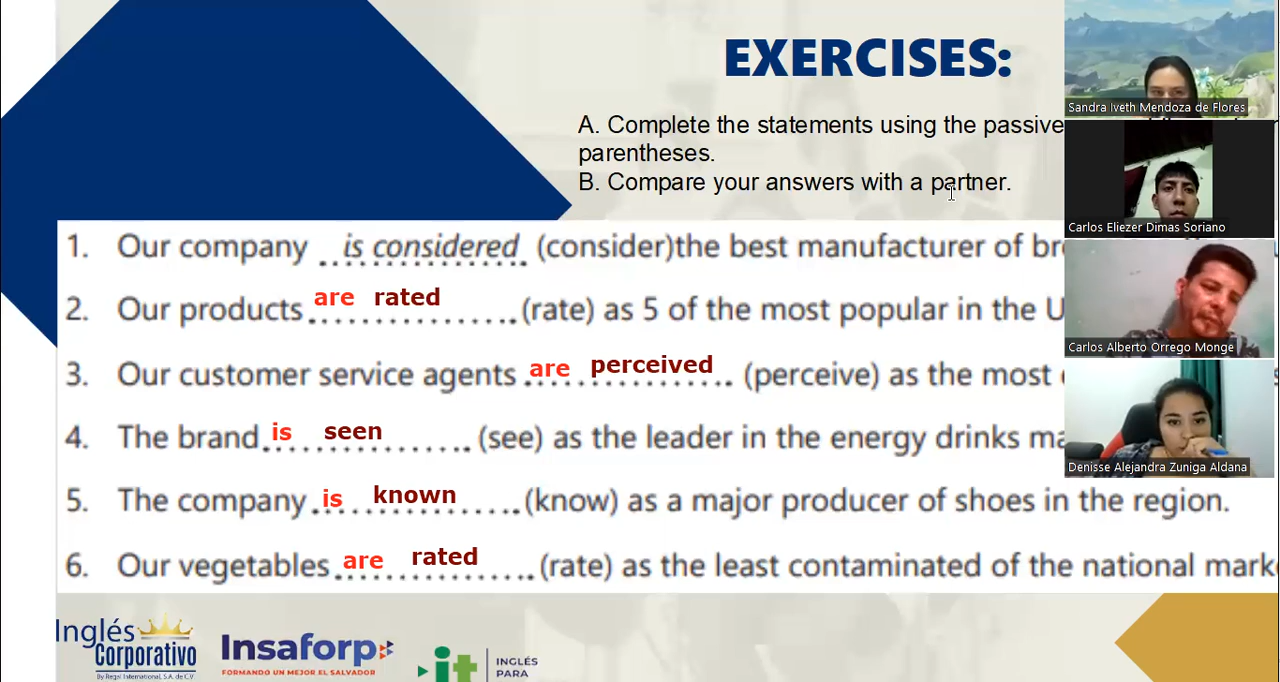 EXERCISES:
A. Complete the statements using the passive
parentheses.
B. Compare your answers with a partner.
1. Our company is considered (consider)the best manufacturer of
2. Our products are rated (rate) as 5 of the most popular in the
3. Our customer service agents are perceived (perceive) as the most
4. The brand is seen (see) as the leader in the energy drinks
5. The company is known (know) as a major producer of shoes in the region.
6. Our vegetables are rated (rate) as the least contaminated of the national
Sandra Iveth Mendoza de Flores
Carlos Eliezer Dimas Soriano
Carlos Alberto Orrego Monge
Denisse Alejandra Zuniga Aldana
Inglés
Corporativo
By Regal International, S.A. de C.V
Insaforp
FORMANDO UN MEJOR EL SALVADOR
it
INGLÉS
PARA